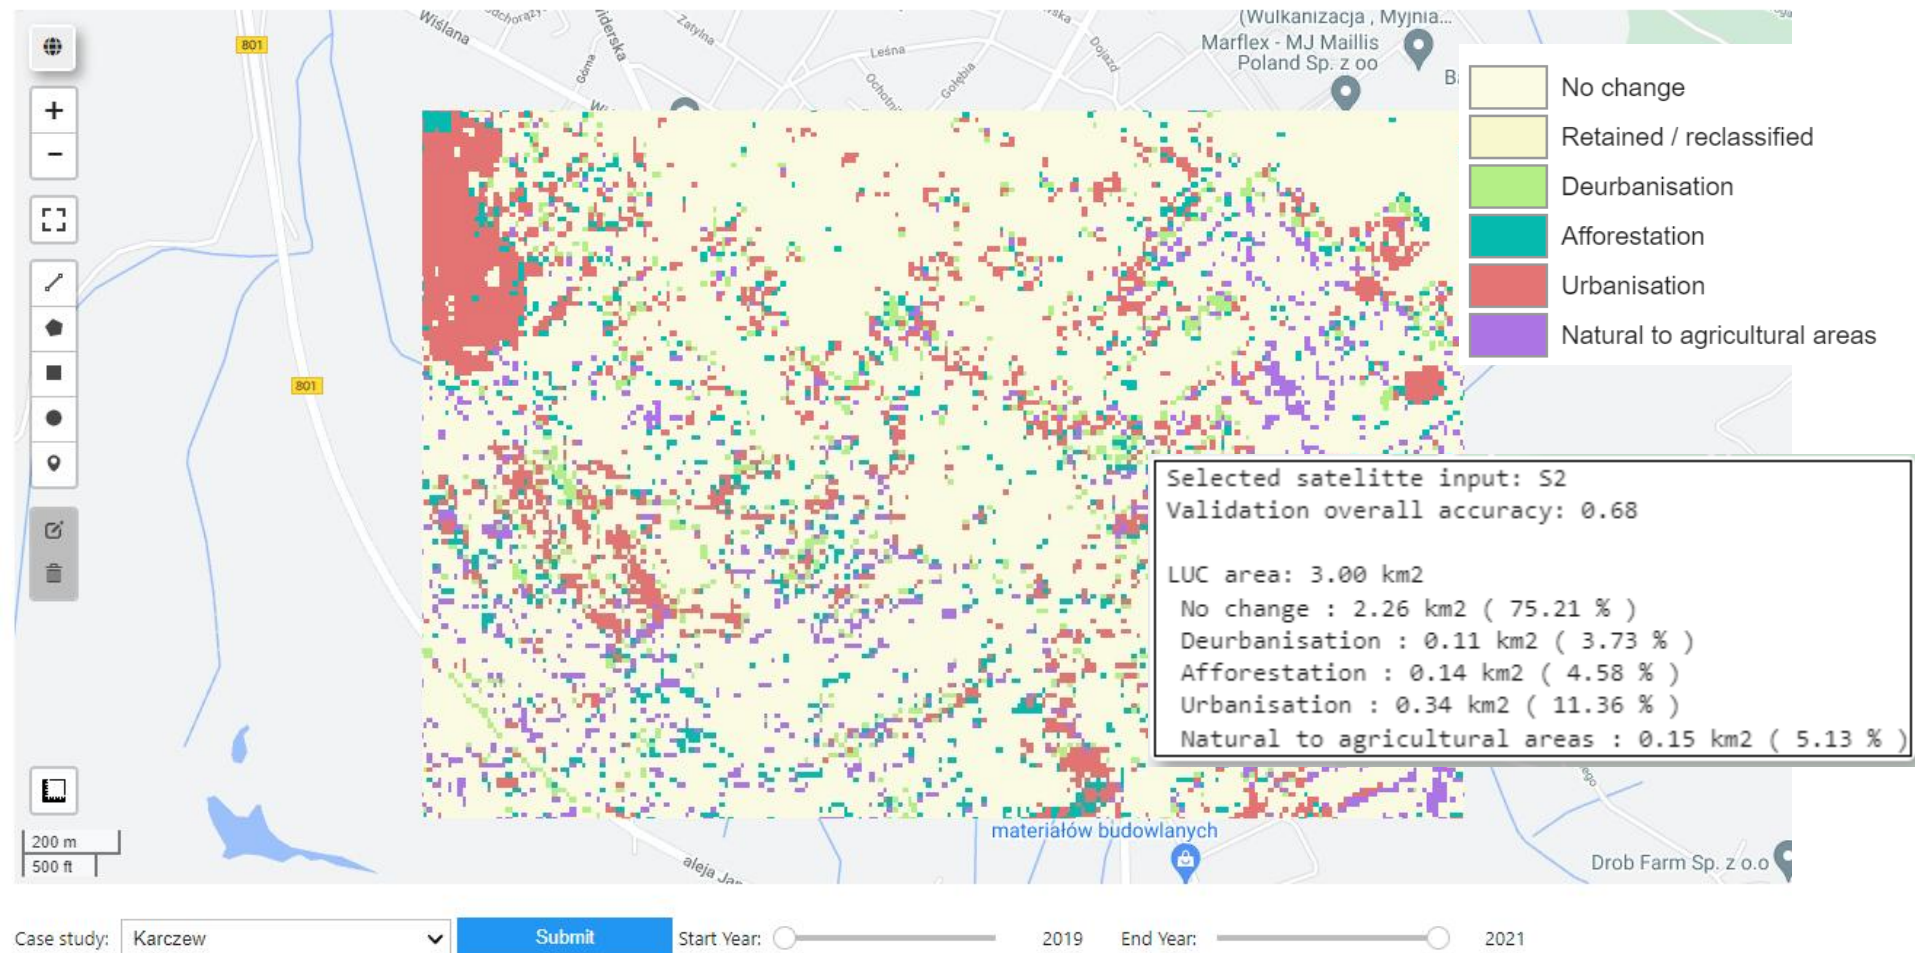 Wiślana
Zatylna
Leśna
Górna
Gołębia
Dojazd
801
(Wulkanizacja , Myjnia...
Marflex - MJ Maillis
Poland Sp. z oo
No change
Retained / reclassified
Deurbanisation
Afforestation
Urbanisation
Natural to agricultural areas
+
−
801
Selected satelitte input: S2
Validation overall accuracy: 0.68
LUC area: 3.00 km2
No change : 2.26 km2 ( 75.21 % )
Deurbanisation : 0.11 km2 ( 3.73 % )
Afforestation : 0.14 km2 ( 4.58 % )
Urbanisation : 0.34 km2 ( 11.36 % )
Natural to agricultural areas : 0.15 km2 ( 5.13 % )
materiałów budowlanych
200 m
500 ft
aleja Jan
Drob Farm Sp. z o.o
Case study: Karczew Submit Start Year: 2019 End Year: 2021